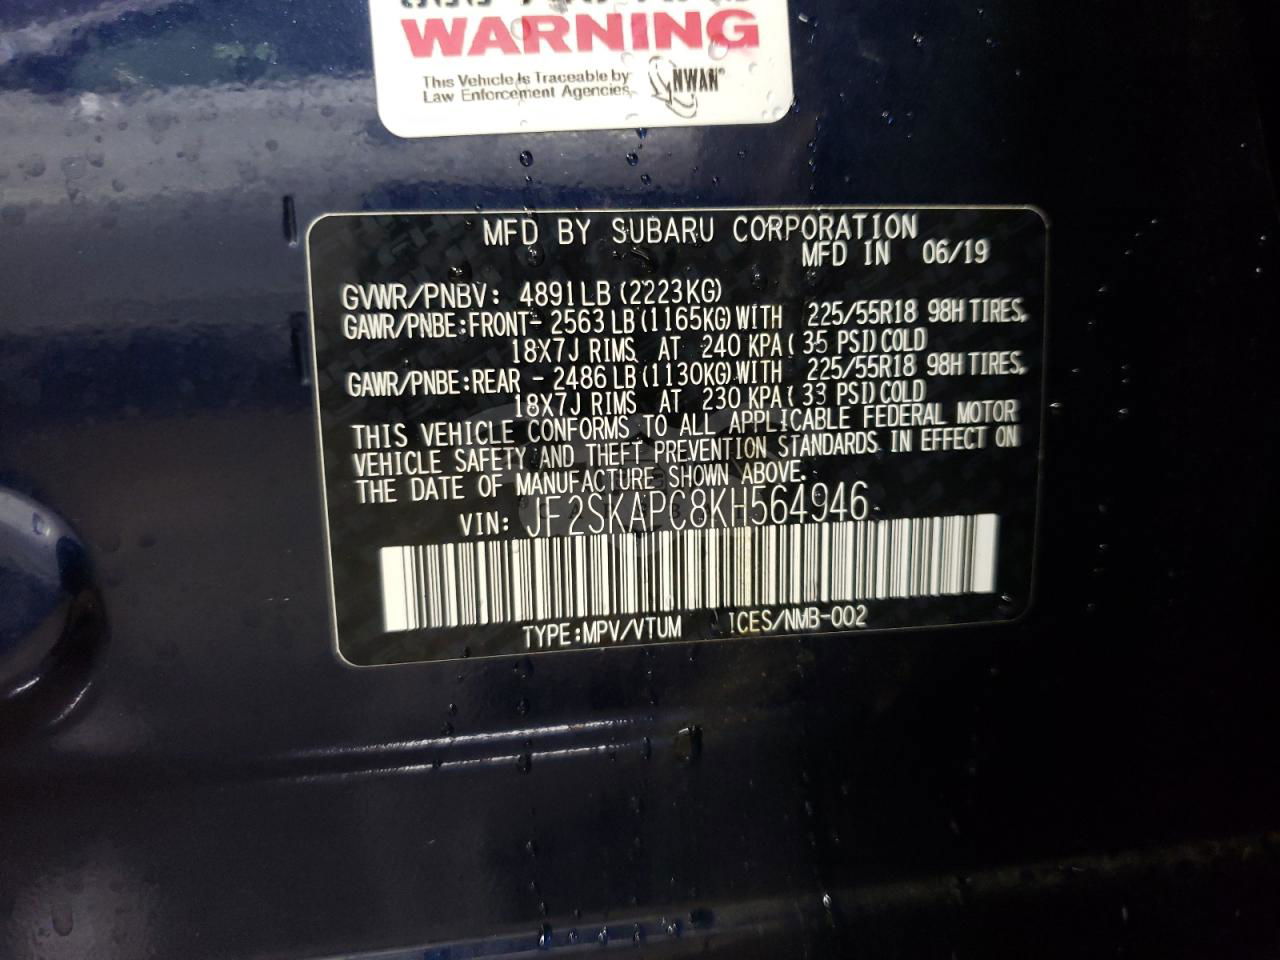 WARNING
This Vehicle Is Traceable by
Law Enforcement Agencies
NWAN®
MFD BY SUBARU CORPORATION
MFD IN 06/19
GVWR/PNBV: 4891LB (2223KG)
GAWR/PNBE:FRONT- 2563 LB (1165KG) WITH 225/55R18 98H TIRES,
18X7J RIMS AT 240 KPA ( 35 PSI) COLD
GAWR/PNBE:REAR - 2486 LB (1130KG) WITH 225/55R18 98H TIRES,
18X7J RIMS AT 230 KPA ( 33 PSI) COLD
THIS VEHICLE CONFORMS TO ALL APPLICABLE FEDERAL MOTOR
VEHICLE SAFETY AND THEFT PREVENTION STANDARDS IN EFFECT ON
THE DATE OF MANUFACTURE SHOWN ABOVE.
VIN: JF2SKAPC8KH564946
TYPE:MPV/VTUM ICES/NMB-002